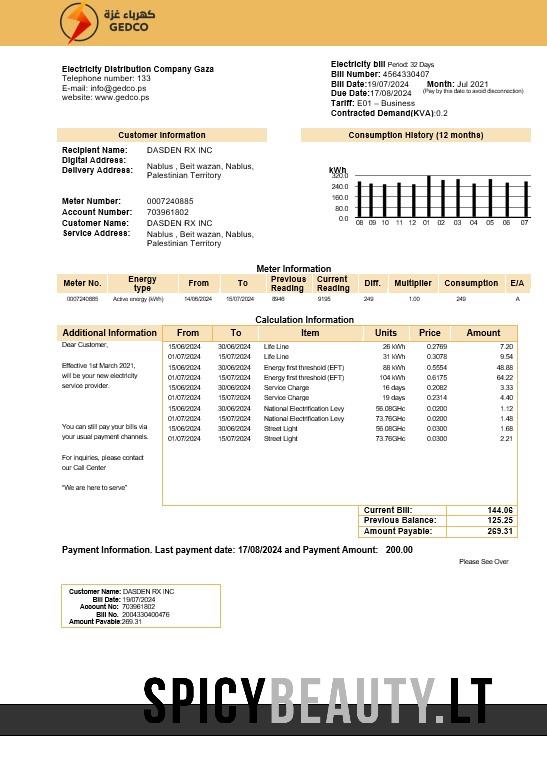 كهرباء غزة
GEDCO
Electricity Distribution Company Gaza
Telephone number: 133
E-mail: info@gedco.ps
website: www.gedco.ps
Electricity bill Period: 32 Days
Bill Number: 4564330407
Bill Date:19/07/2024 Month: Jul 2021
Due Date:17/08/2024 (Pay by this date to avoid disconnection)
Tariff: E01 – Business
Contracted Demand(KVA):0.2
Customer Information
Recipient Name: DASDEN RX INC
Digital Address:
Delivery Address: Nablus , Beit wazan, Nablus,
Palestinian Territory
Meter Number: 0007240885
Account Number: 703961802
Customer Name: DASDEN RX INC
Service Address: Nablus , Beit wazan, Nablus,
Palestinian Territory
Consumption History (12 months)
kWh
320.0
240.0
160.0
80.0
0.0
08 09 10 11 12 01 02 03 04 05 06 07
Meter Information
Meter No. Energy type From To Previous Reading Current Reading Diff. Multiplier Consumption E/A
0007240885 Active energy (kWh) 14/06/2024 15/07/2024 8946 9195 249 1.00 249 A
Calculation Information
Additional Information From To Item Units Price Amount
Dear Customer,
Effective 1st March 2021,
will be your new electricity
service provider.
You can still pay your bills via
your usual payment channels.
For inquiries, please contact
our Call Center
"We are here to serve"
15/06/2024 30/06/2024 Life Line 26 kWh 0.2769 7.20
01/07/2024 15/07/2024 Life Line 31 kWh 0.3078 9.54
15/06/2024 30/06/2024 Energy first threshold (EFT) 88 kWh 0.5554 48.88
01/07/2024 15/07/2024 Energy first threshold (EFT) 104 kWh 0.6175 64.22
15/06/2024 30/06/2024 Service Charge 16 days 0.2082 3.33
01/07/2024 15/07/2024 Service Charge 19 days 0.2314 4.40
15/06/2024 30/06/2024 National Electrification Levy 56.08GHc 0.0200 1.12
01/07/2024 15/07/2024 National Electrification Levy 73.76GHc 0.0200 1.48
15/06/2024 30/06/2024 Street Light 56.08GHc 0.0300 1.68
01/07/2024 15/07/2024 Street Light 73.76GHc 0.0300 2.21
Current Bill: 144.06
Previous Balance: 125.25
Amount Payable: 269.31
Payment Information. Last payment date: 17/08/2024 and Payment Amount: 200.00
Please See Over
Customer Name: DASDEN RX INC
Bill Date: 19/07/2024
Account No: 703961802
Bill No. 2004330400476
Amount Payable:269.31
SPICYBEAUTY.LT